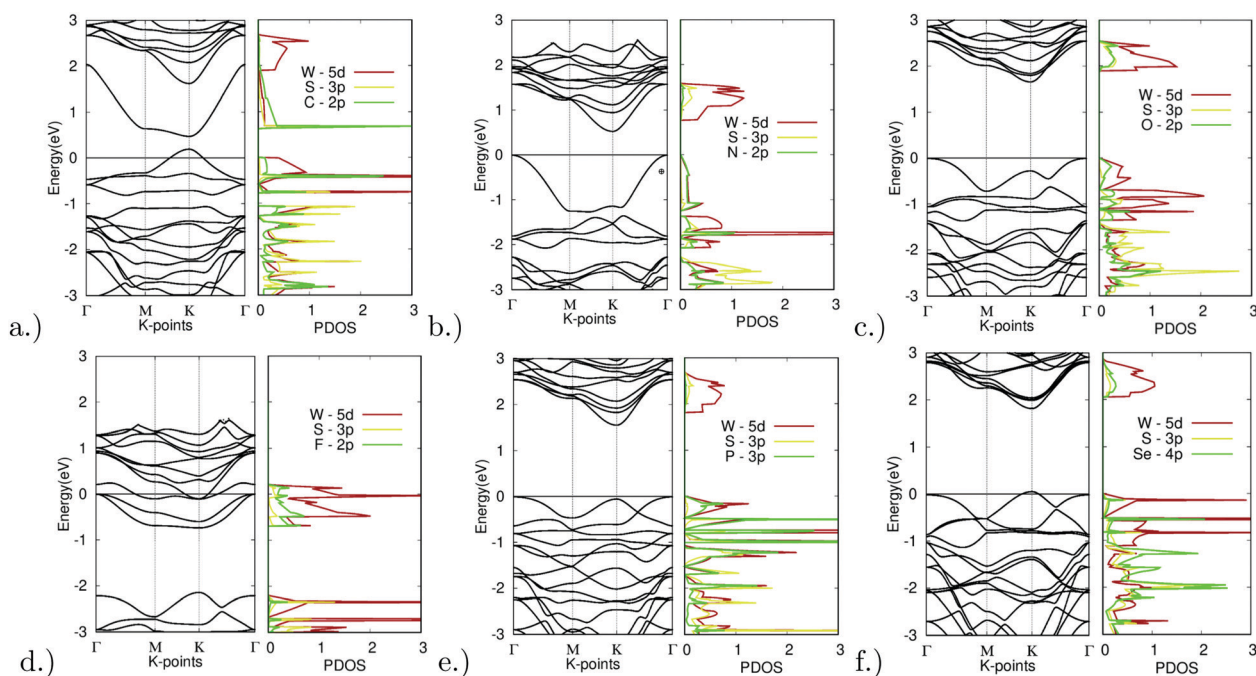 3
2
1
0
-1
-2
-3
Energy(eV)
Γ M K Γ
K-points
W - 5d
S - 3p
C - 2p
0 1 2 3
PDOS
a.)
3
2
1
0
-1
-2
-3
Energy(eV)
Γ M K Γ
K-points
W - 5d
S - 3p
N - 2p
0 1 2 3
PDOS
b.)
3
2
1
0
-1
-2
-3
Energy(eV)
Γ M K Γ
K-points
W - 5d
S - 3p
O - 2p
0 1 2 3
PDOS
c.)
3
2
1
0
-1
-2
-3
Energy(eV)
Γ M K Γ
K-points
W - 5d
S - 3p
F - 2p
0 1 2 3
PDOS
d.)
3
2
1
0
-1
-2
-3
Energy(eV)
Γ M K Γ
K-points
W - 5d
S - 3p
P - 3p
0 1 2 3
PDOS
e.)
3
2
1
0
-1
-2
-3
Energy(eV)
Γ M K Γ
K-points
W - 5d
S - 3p
Se - 4p
0 1 2 3
PDOS
f.)